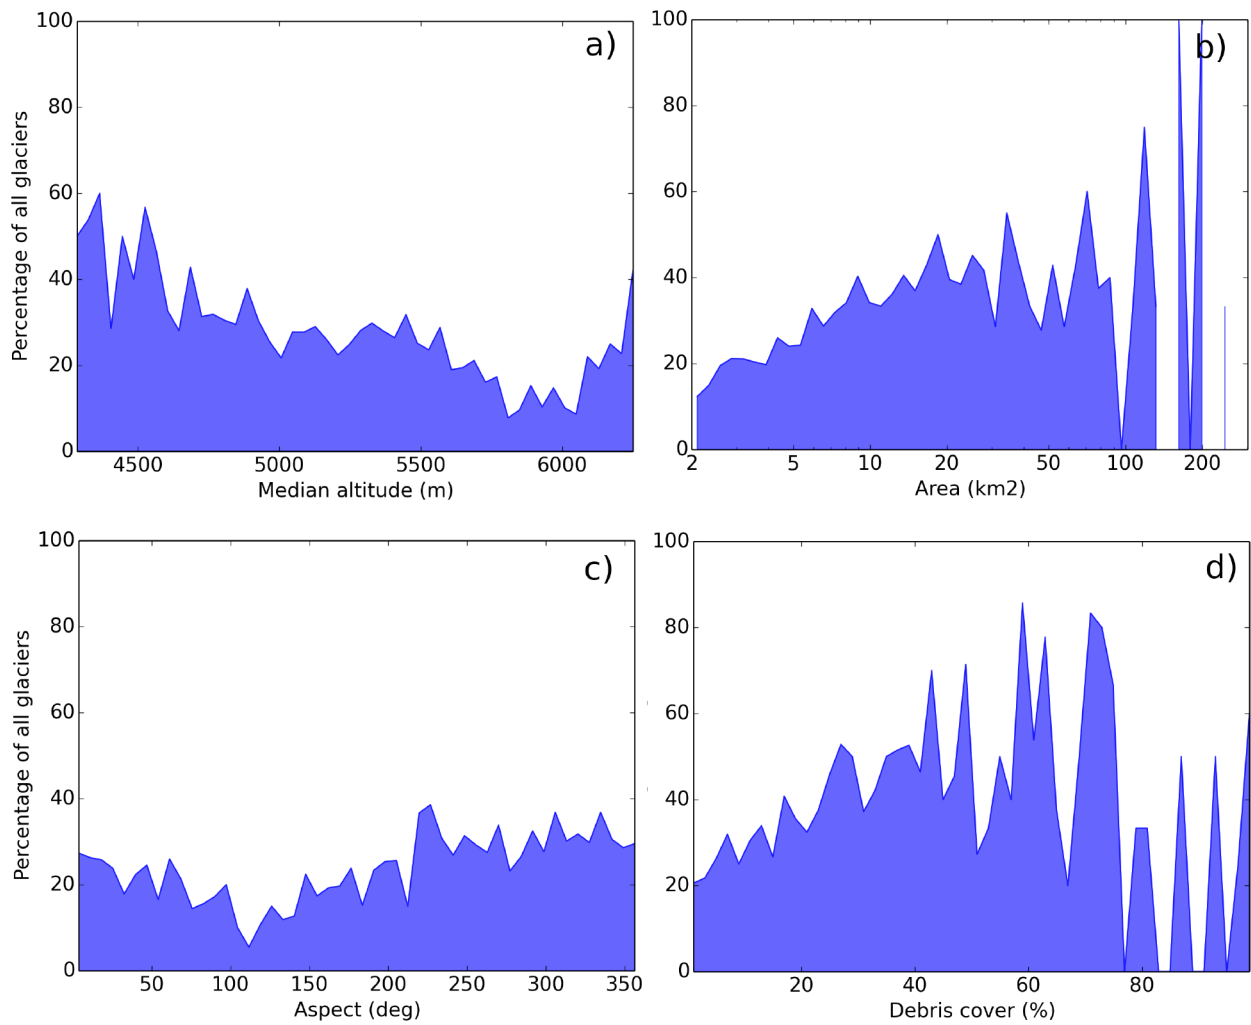 a)
100
80
60
40
20
0
4500 5000 5500 6000
Median altitude (m)
Percentage of all glaciers
b)
100
80
60
40
20
0
2 5 10 20 50 100 200
Area (km2)
c)
100
80
60
40
20
0
50 100 150 200 250 300 350
Aspect (deg)
Percentage of all glaciers
d)
100
80
60
40
20
0
20 40 60 80
Debris cover (%)